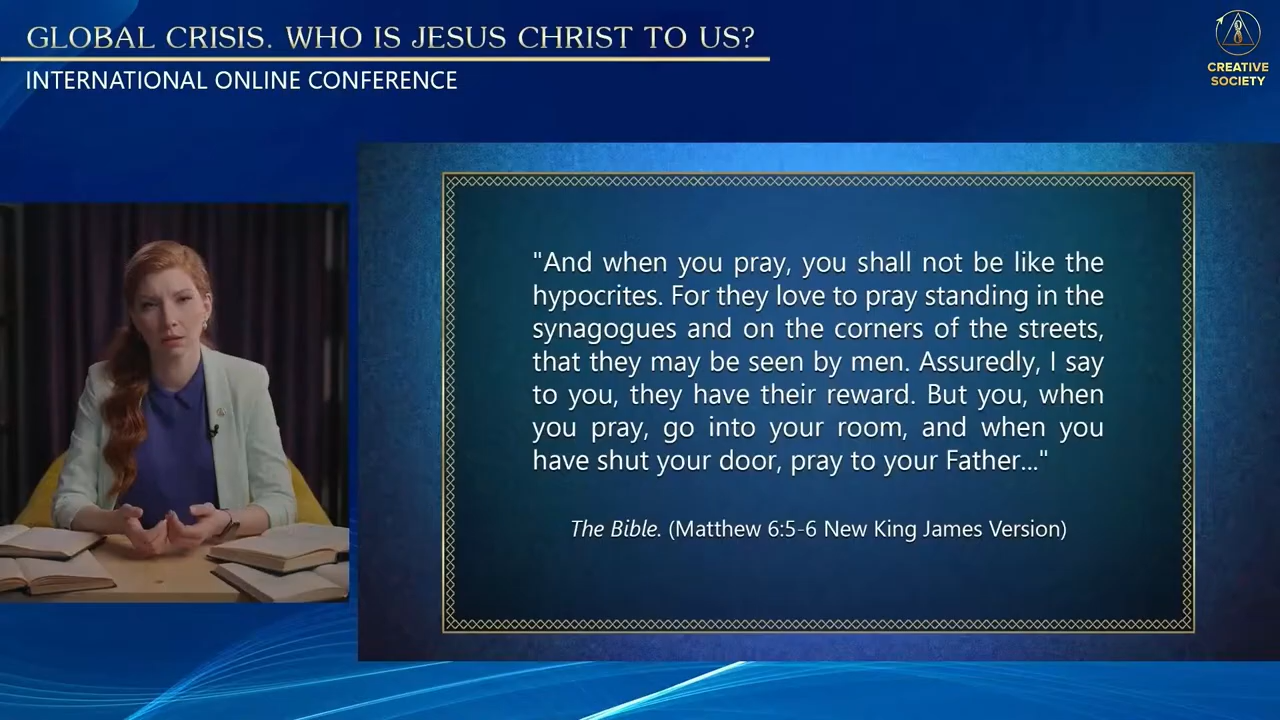 GLOBAL CRISIS. WHO IS JESUS CHRIST TO US?
INTERNATIONAL ONLINE CONFERENCE
CREATIVE
SOCIETY
"And when you pray, you shall not be like the
hypocrites. For they love to pray standing in the
synagogues and on the corners of the streets,
that they may be seen by men. Assuredly, I say
to you, they have their reward. But you, when
you pray, go into your room, and when you
have shut your door, pray to your Father..."
The Bible. (Matthew 6:5-6 New King James Version)